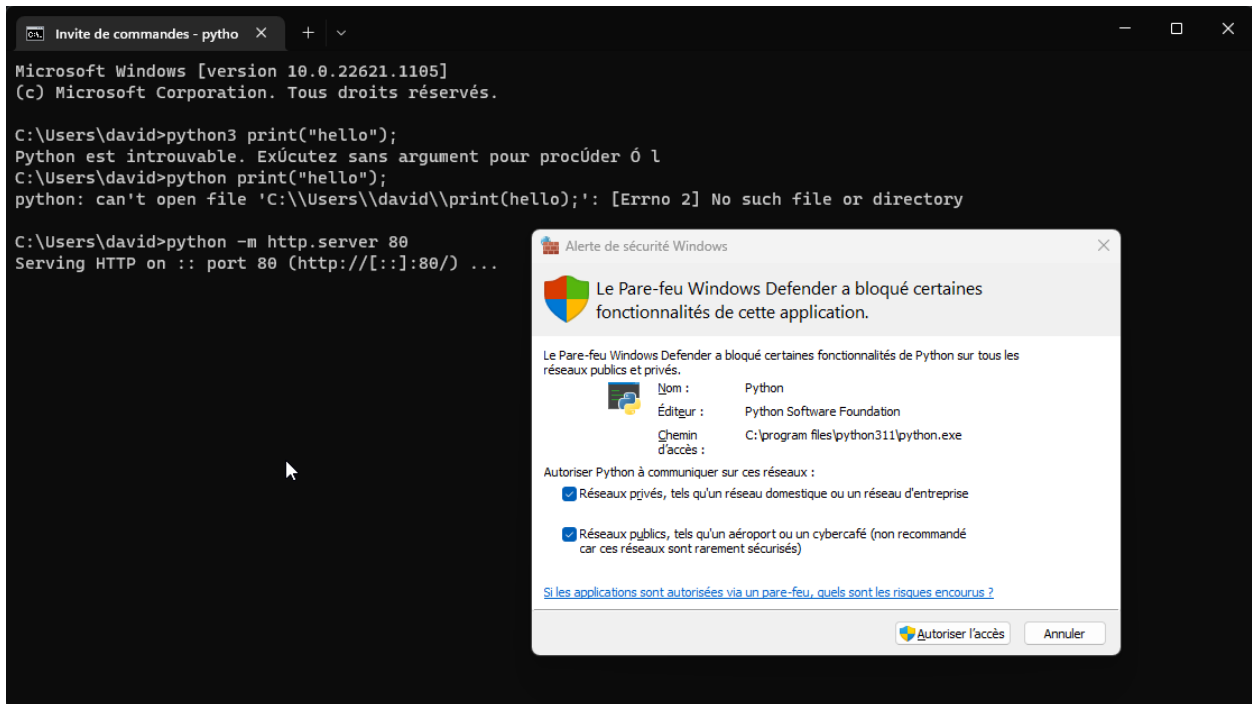 Invite de commandes - pytho
Microsoft Windows [version 10.0.22621.1105]
(c) Microsoft Corporation. Tous droits réservés.
C:\Users\david>python3 print("hello");
Python est introuvable. ExÚcutez sans argument pour procÚder Ó l
C:\Users\david>python print("hello");
python: can't open file 'C:\\Users\\david\\print(hello);': [Errno 2] No such file or directory
C:\Users\david>python -m http.server 80
Serving HTTP on :: port 80 (http://[::]:80/) ...
Alerte de sécurité Windows
Le Pare-feu Windows Defender a bloqué certaines
fonctionnalités de cette application.
Le Pare-feu Windows Defender a bloqué certaines fonctionnalités de Python sur tous les
réseaux publics et privés.
Nom : Python
Éditeur : Python Software Foundation
Chemin C:\program files\python311\python.exe
d'accès :
Autoriser Python à communiquer sur ces réseaux :
Réseaux privés, tels qu'un réseau domestique ou un réseau d'entreprise
Réseaux publics, tels qu'un aéroport ou un cybercafé (non recommandé
car ces réseaux sont rarement sécurisés)
Si les applications sont autorisées via un pare-feu, quels sont les risques encourus ?
Autoriser l'accès Annuler